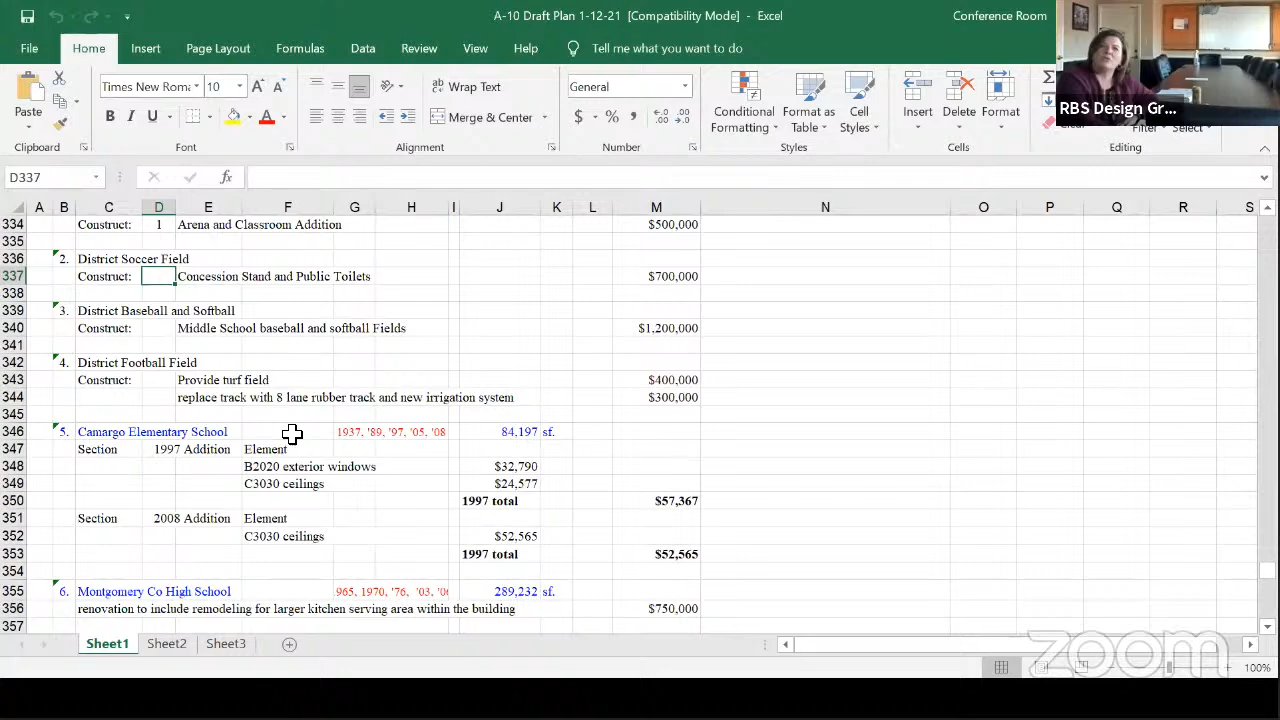 A-10 Draft Plan 1-12-21 [Compatibility Mode] - Excel
Conference Room
File Home Insert Page Layout Formulas Data Review View Help Tell me what you want to do
RBS Design Gr...
Paste
Times New Rom 10
B I U A
Wrap Text
Merge & Center
General
$ % ,
Conditional Formatting
Format as Table
Cell Styles
Insert Delete Format
Select
Clipboard Font Alignment Number Styles Cells Editing
D337 fx
A B C D E F G H I J K L M N O P Q R S
334 Construct: 1 Arena and Classroom Addition $500,000
335
336 2. District Soccer Field
337 Construct: Concession Stand and Public Toilets $700,000
338
339 3. District Baseball and Softball
340 Construct: Middle School baseball and softball Fields $1,200,000
341
342 4. District Football Field
343 Construct: Provide turf field $400,000
344 replace track with 8 lane rubber track and new irrigation system $300,000
345
346 5. Camargo Elementary School 1937, '89, '97, '05, '08 84,197 sf.
347 Section 1997 Addition Element
348 B2020 exterior windows $32,790
349 C3030 ceilings $24,577
350 1997 total $57,367
351 Section 2008 Addition Element
352 C3030 ceilings $52,565
353 1997 total $52,565
354
355 6. Montgomery Co High School 965, 1970, '76, '03, '0 289,232 sf.
356 renovation to include remodeling for larger kitchen serving area within the building $750,000
357
Sheet1 Sheet2 Sheet3
zoom
100%